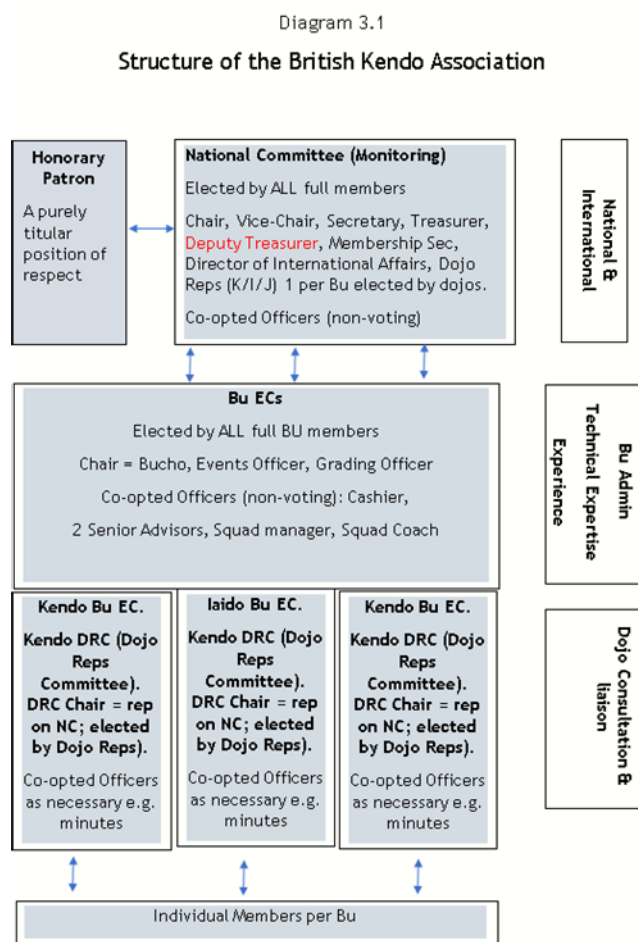 Diagram 3.1
Structure of the British Kendo Association
Honorary
Patron
A purely
titular
position of
respect
National Committee (Monitoring)
Elected by ALL full members
Chair, Vice-Chair, Secretary, Treasurer,
Deputy Treasurer, Membership Sec,
Director of International Affairs, Dojo
Reps (K/I/J) 1 per Bu elected by dojos.
Co-opted Officers (non-voting)
National &
International
Bu ECs
Elected by ALL full BU members
Chair = Bucho, Events Officer, Grading Officer
Co-opted Officers (non-voting): Cashier,
2 Senior Advisors, Squad manager, Squad Coach
Bu Admin
Technical Expertise
Experience
Kendo Bu EC.
Kendo DRC (Dojo
Reps
Committee).
DRC Chair = rep
on NC; elected
by Dojo Reps).
Co-opted Officers
as necessary e.g.
minutes
Iaido Bu EC.
Kendo DRC (Dojo
Reps
Committee).
DRC Chair = rep
on NC; elected
by Dojo Reps).
Co-opted Officers
as necessary e.g.
minutes
Kendo Bu EC.
Kendo DRC (Dojo
Reps
Committee).
DRC Chair = rep
on NC; elected
by Dojo Reps).
Co-opted Officers
as necessary e.g.
minutes
Dojo Consultation &
liaison
Individual Members per Bu